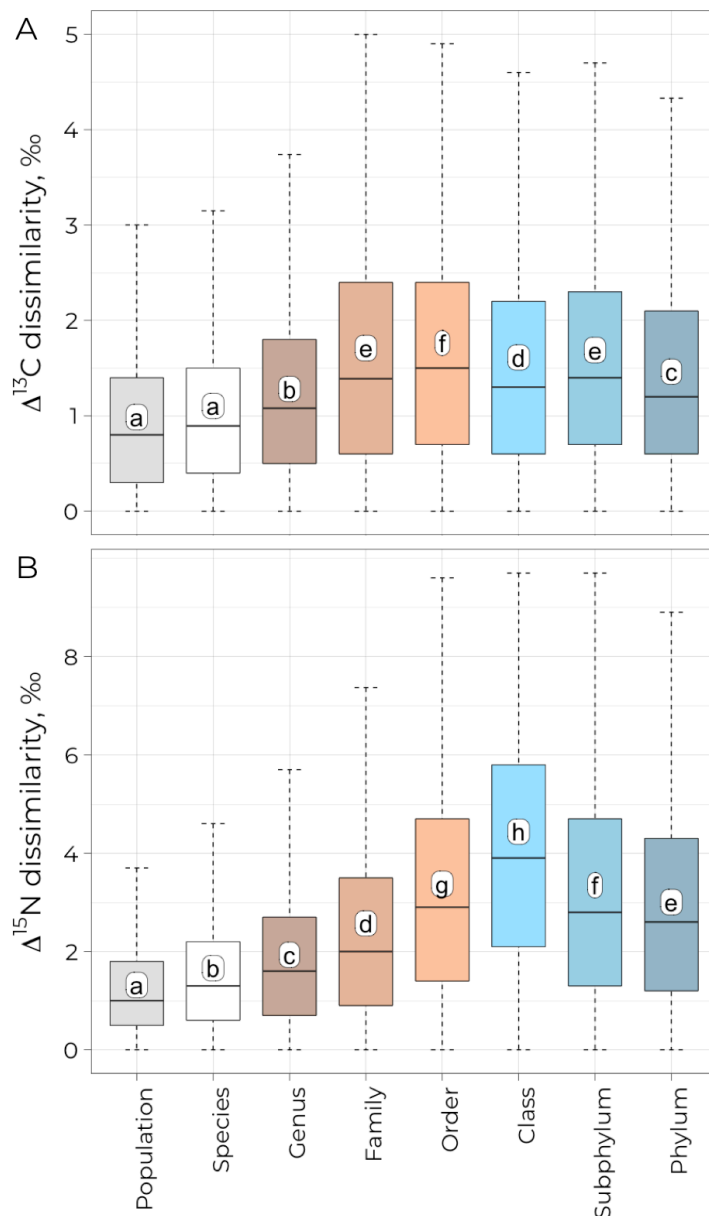 A
Δ¹³C dissimilarity, ‰
5
4
3
2
1
0
a
a
b
e
f
d
e
c
B
Δ¹⁵N dissimilarity, ‰
8
6
4
2
0
a
b
c
d
g
h
f
e
Population
Species
Genus
Family
Order
Class
Subphylum
Phylum